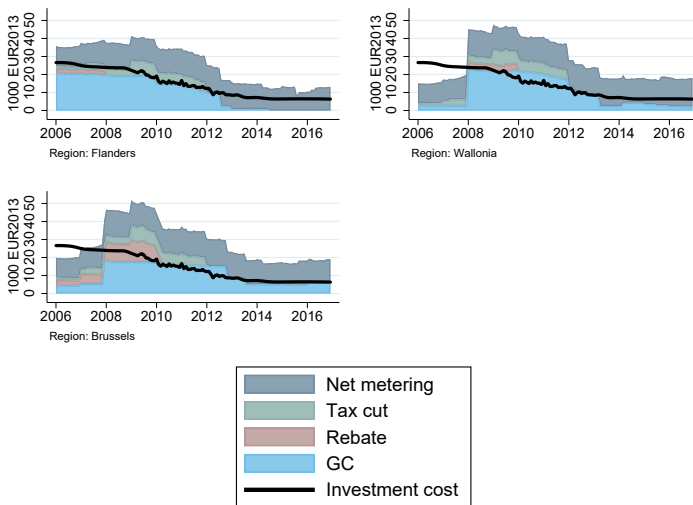 1000 EUR2013
0 10 20 30 40 50
2006 2008 2010 2012 2014 2016
Region: Flanders
1000 EUR2013
0 10 20 30 40 50
2006 2008 2010 2012 2014 2016
Region: Wallonia
1000 EUR2013
0 10 20 30 40 50
2006 2008 2010 2012 2014 2016
Region: Brussels
Net metering
Tax cut
Rebate
GC
Investment cost